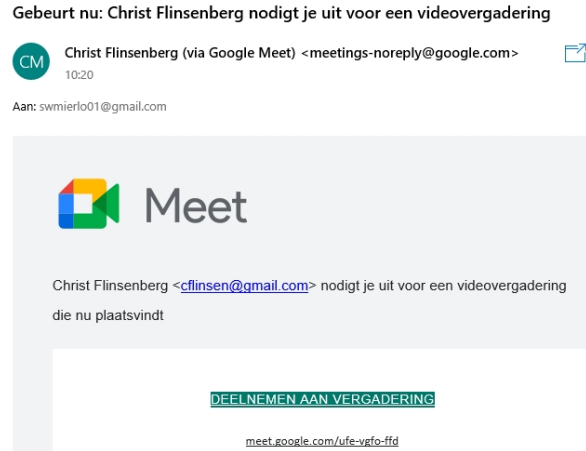 Gebeurt nu: Christ Flinsenberg nodigt je uit voor een videovergadering
CM
Christ Flinsenberg (via Google Meet) <meetings-noreply@google.com>
10:20
Aan: swmierlo01@gmail.com
Meet
Christ Flinsenberg <cflinsen@gmail.com> nodigt je uit voor een videovergadering
die nu plaatsvindt
DEELNEMEN AAN VERGADERING
meet.google.com/ufe-vgfo-ffd